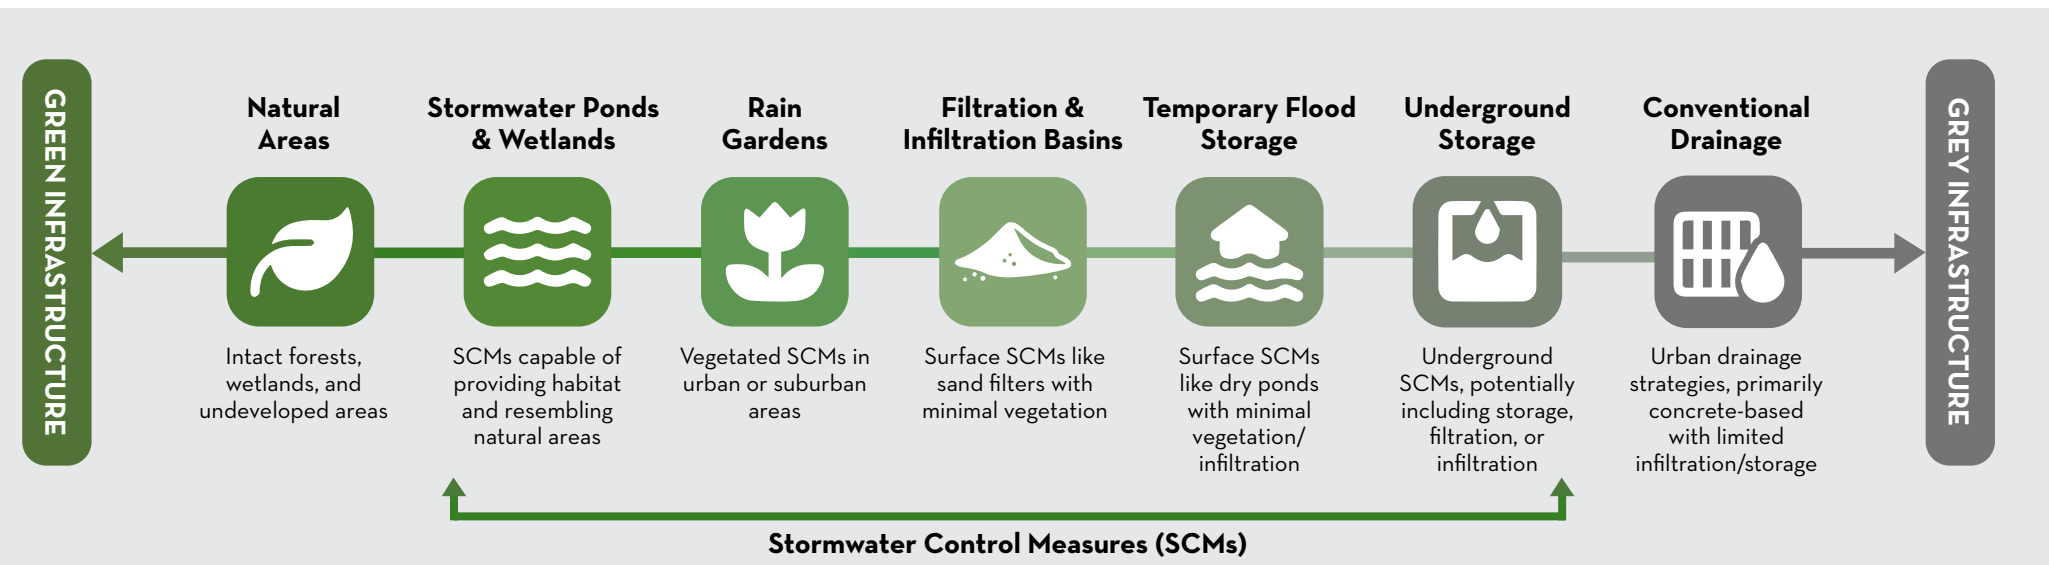 GREEN INFRASTRUCTURE
Natural
Areas
Intact forests,
wetlands, and
undeveloped areas
Stormwater Ponds
& Wetlands
SCMs capable of
providing habitat
and resembling
natural areas
Rain
Gardens
Vegetated SCMs in
urban or suburban
areas
Filtration &
Infiltration Basins
Surface SCMs like
sand filters with
minimal vegetation
Temporary Flood
Storage
Surface SCMs
like dry ponds
with minimal
vegetation/
infiltration
Underground
Storage
Underground
SCMs, potentially
including storage,
filtration, or
infiltration
Conventional
Drainage
Urban drainage
strategies, primarily
concrete-based
with limited
infiltration/storage
GREY INFRASTRUCTURE
Stormwater Control Measures (SCMs)